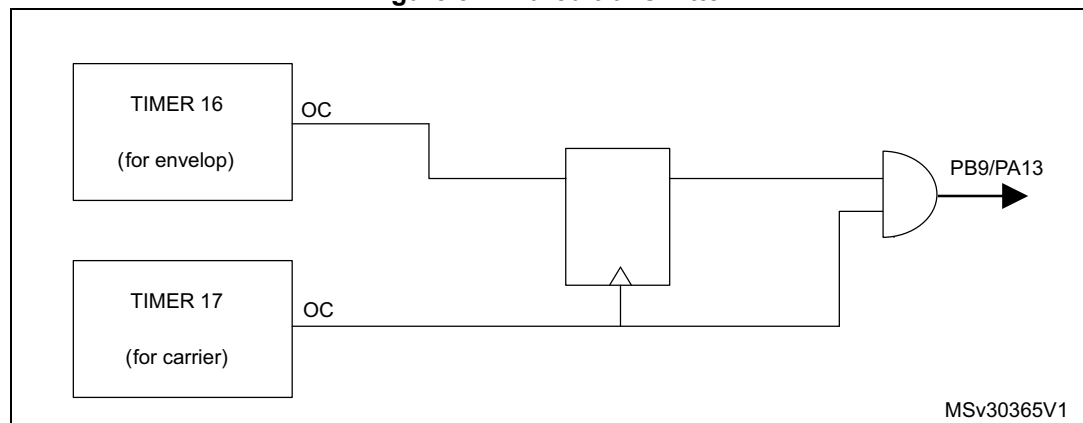 TIMER 16
(for envelop)
OC
PB9/PA13
TIMER 17
(for carrier)
OC
MSv30365V1